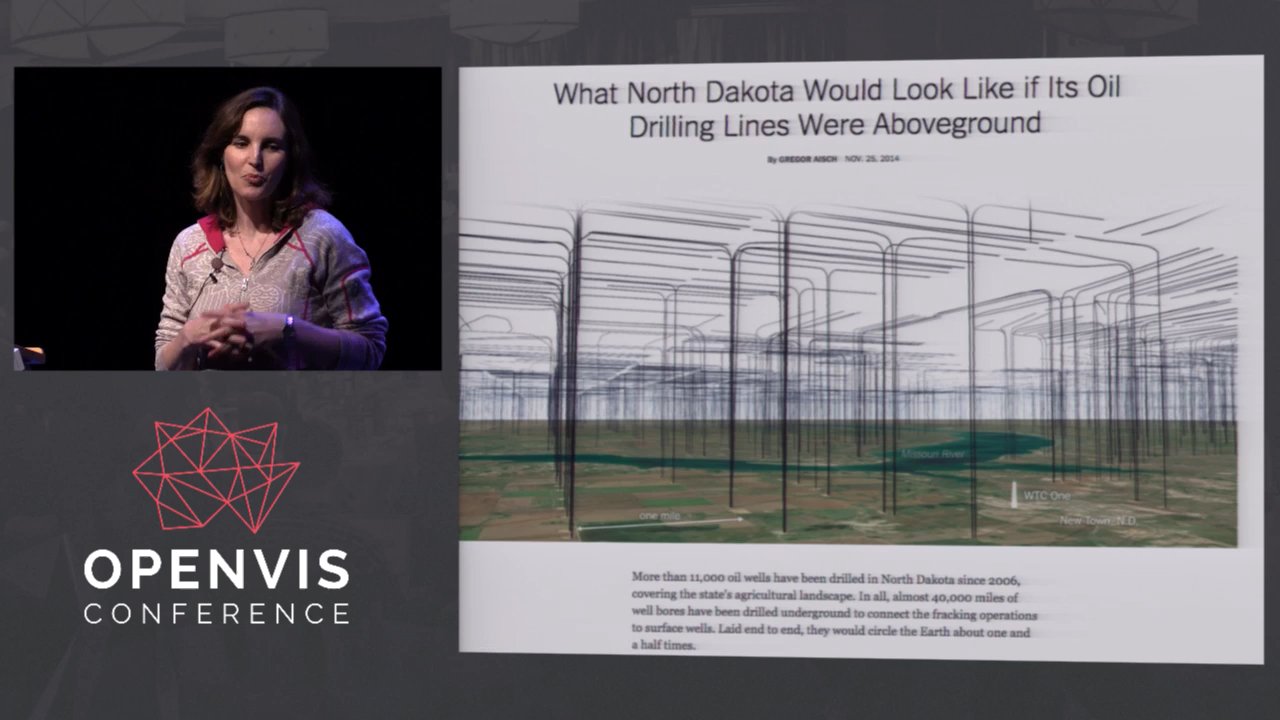 What North Dakota Would Look Like if Its Oil
Drilling Lines Were Aboveground
By GREGOR AISCH NOV. 25, 2014
Missouri River
WTC One
one mile
New Town, N.D.
More than 11,000 oil wells have been drilled in North Dakota since 2006,
covering the state's agricultural landscape. In all, almost 40,000 miles of
well bores have been drilled underground to connect the fracking operations
to surface wells. Laid end to end, they would circle the Earth about one and
a half times.
OPENVIS
CONFERENCE